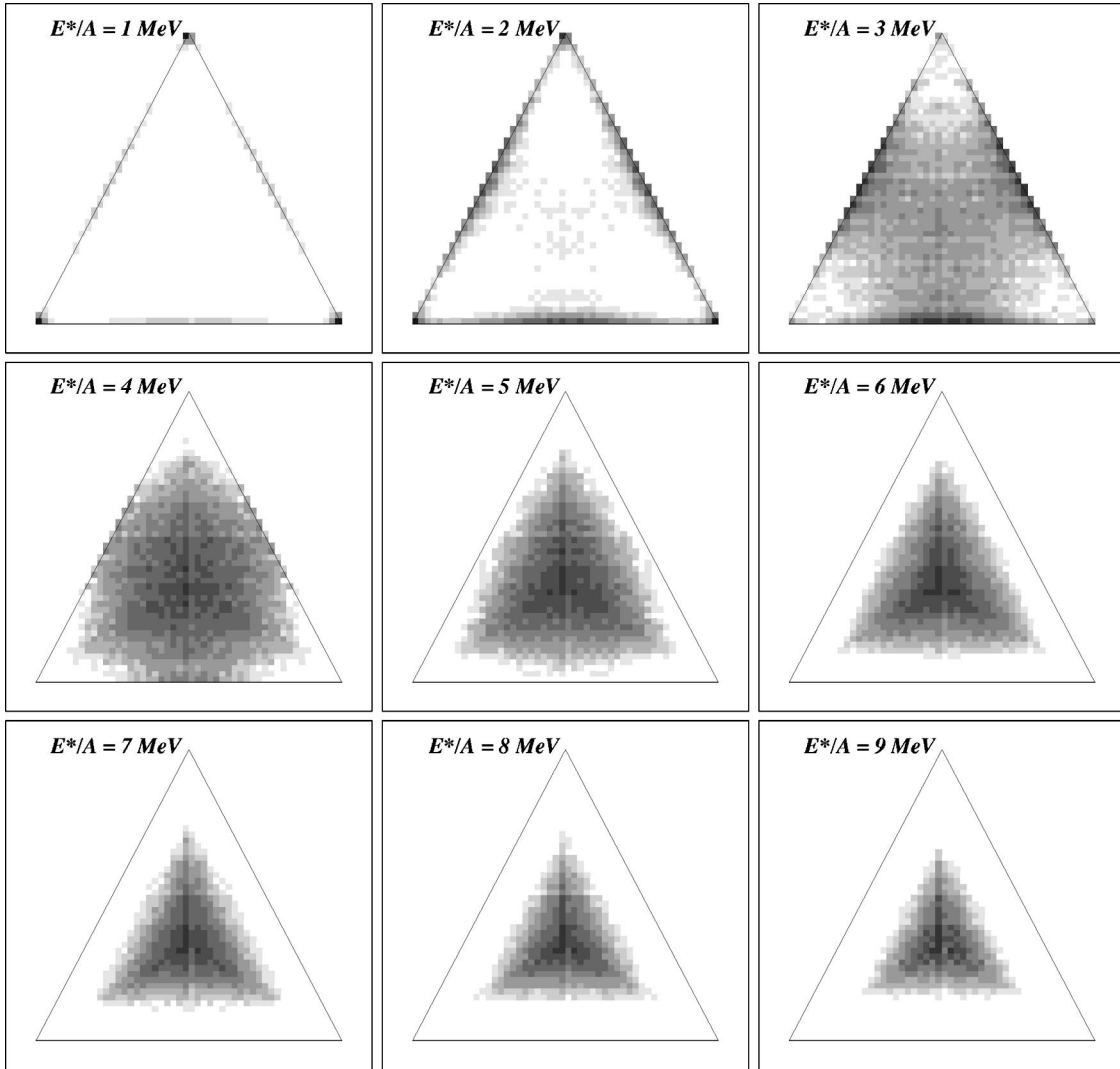 E*/A = 1 MeV
E*/A = 2 MeV
E*/A = 3 MeV
E*/A = 4 MeV
E*/A = 5 MeV
E*/A = 6 MeV
E*/A = 7 MeV
E*/A = 8 MeV
E*/A = 9 MeV